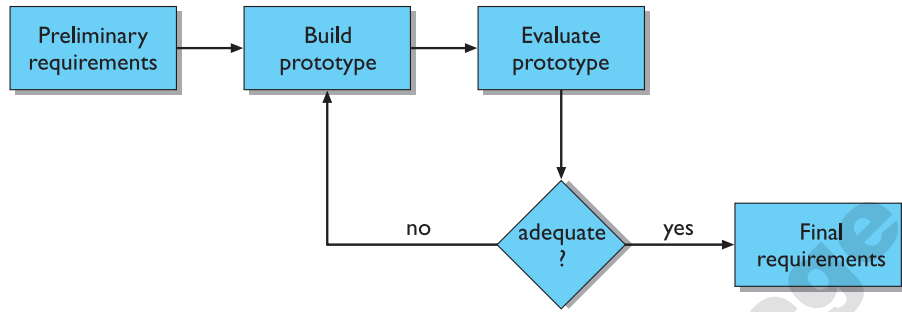 Preliminary
requirements
Build
prototype
Evaluate
prototype
no
adequate
?
yes
Final
requirements